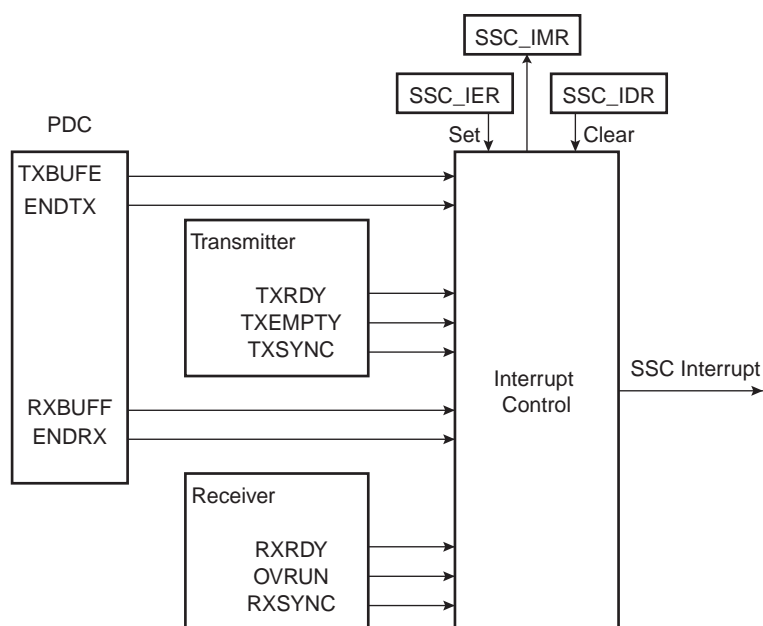 SSC_IMR
SSC_IER
SSC_IDR
Set
Clear
PDC
TXBUFE
ENDTX
Transmitter
TXRDY
TXEMPTY
TXSYNC
RXBUFF
ENDRX
Receiver
RXRDY
OVRUN
RXSYNC
Interrupt
Control
SSC Interrupt